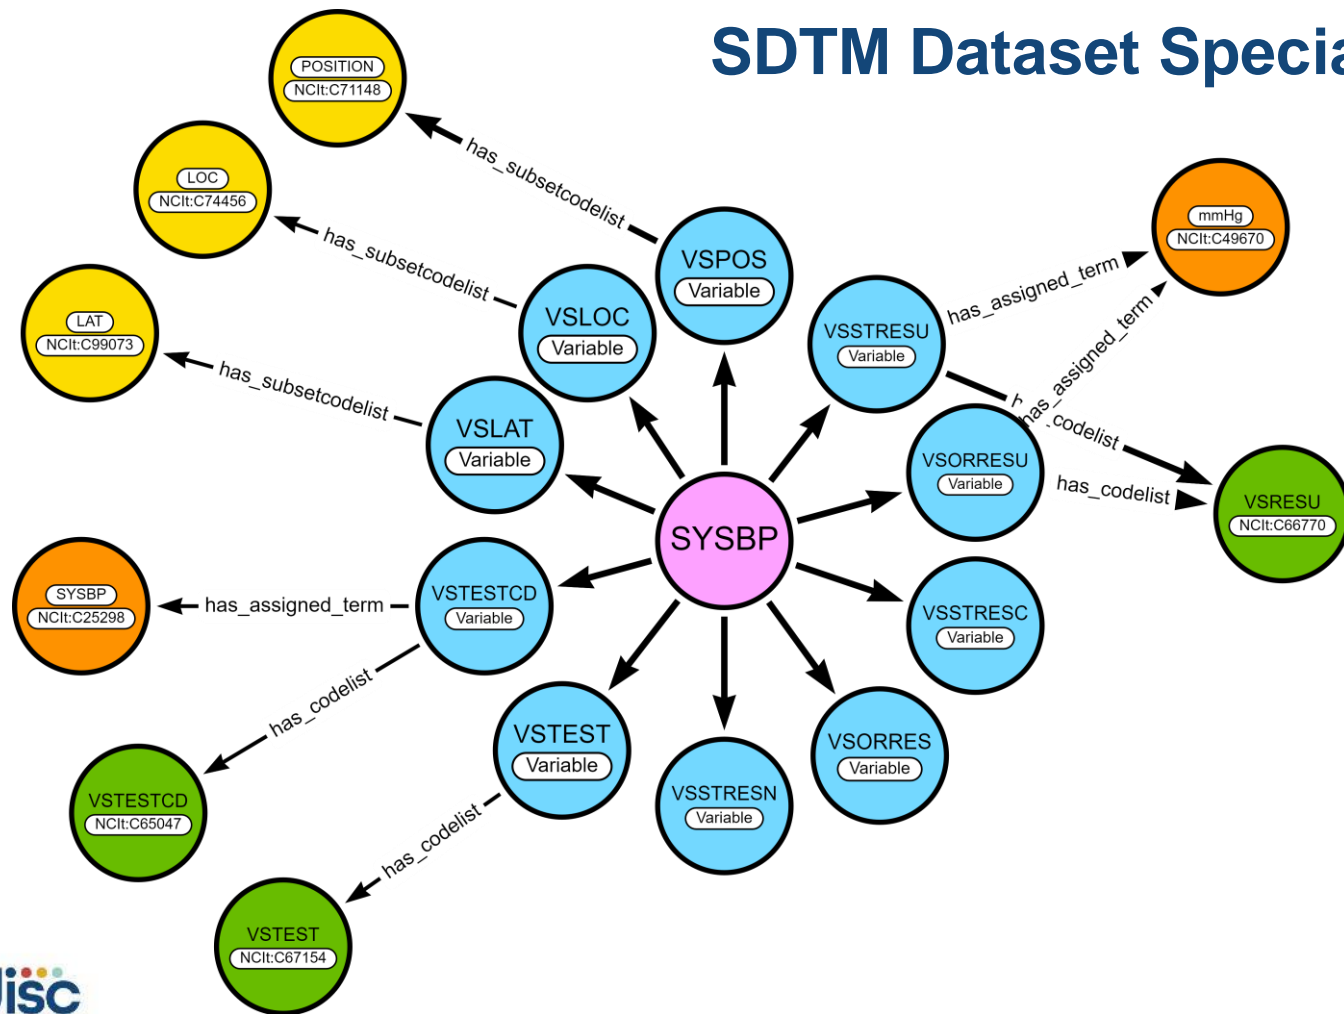 SDTM Dataset Specia
POSITION
NCIt:C71148
has_subsetcodelist
LOC
NCIt:C74456
has_subsetcodelist
LAT
NCIt:C99073
has_subsetcodelist
VSPOS
Variable
VSLOC
Variable
VSLAT
Variable
VSSTRESU
Variable
has_assigned_term
mmHg
NCIt:C49670
has_assigned_term
h
_codelist
VSORRESU
Variable
has_codelist
VSRESU
NCIt:C66770
SYSBP
SYSBP
NCIt:C25298
has_assigned_term
VSTESTCD
Variable
has_codelist
VSTESTCD
NCIt:C65047
VSSTRESC
Variable
VSTEST
Variable
has_codelist
VSTEST
NCIt:C67154
VSSTRESN
Variable
VSORRES
Variable
isc